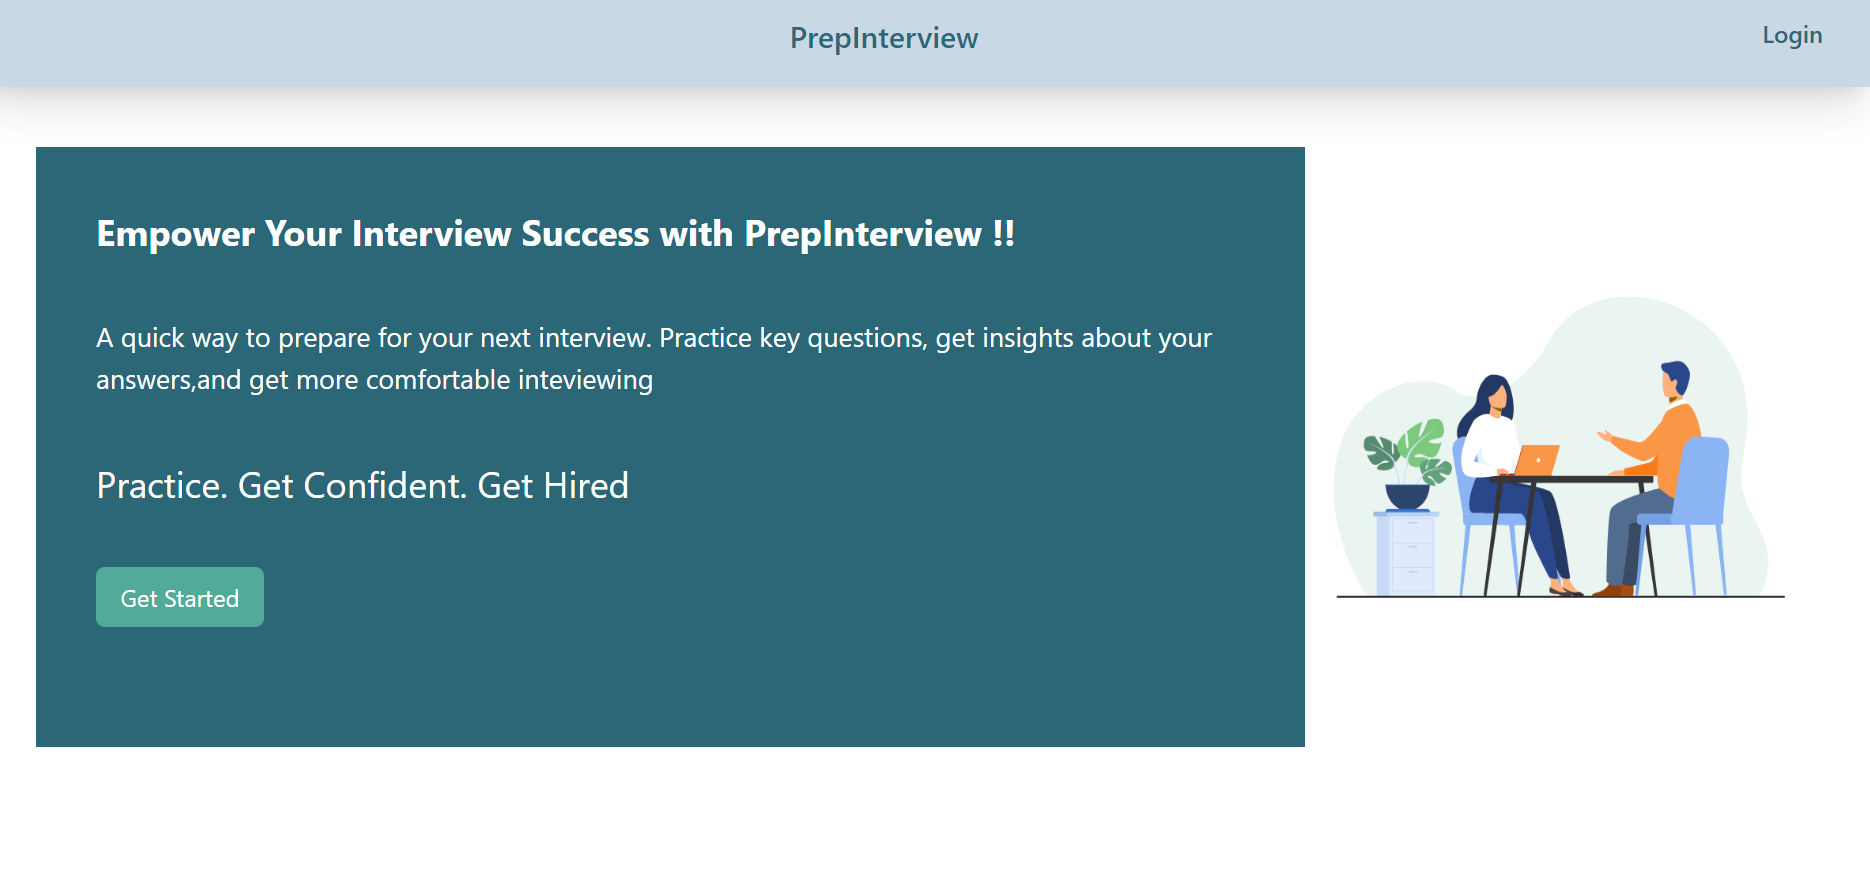 PrepInterview
Login
Empower Your Interview Success with PrepInterview !!
A quick way to prepare for your next interview. Practice key questions, get insights about your
answers,and get more comfortable inteviewing
Practice. Get Confident. Get Hired
Get Started